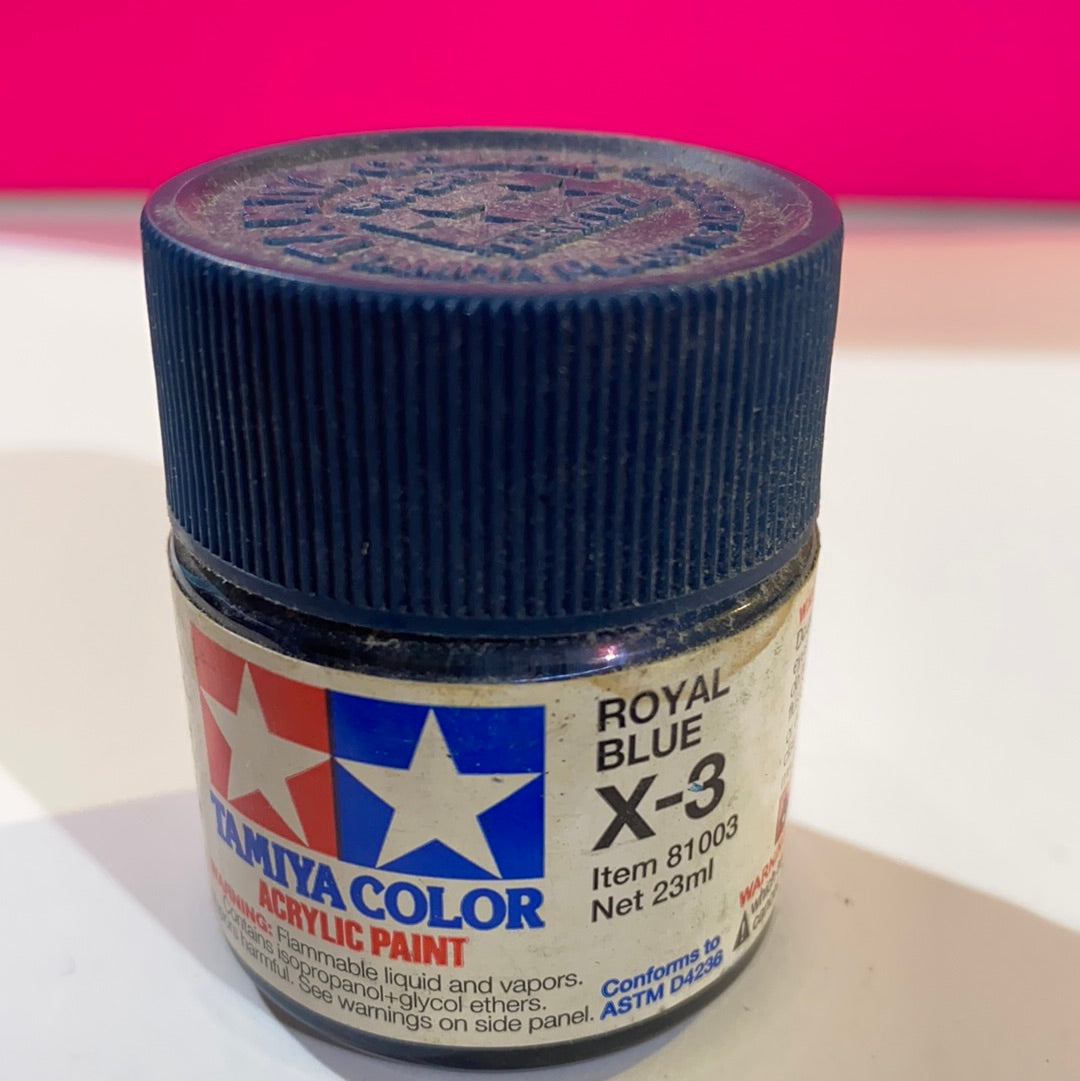 ROYAL
BLUE
X-3
Item 81003
Net 23ml
TAMIYA COLOR
ACRYLIC PAINT
WARNING: Flammable liquid and vapors.
Contains isopropanol+glycol ethers.
harmful. See warnings on side panel.
Conforms to
ASTM D4236